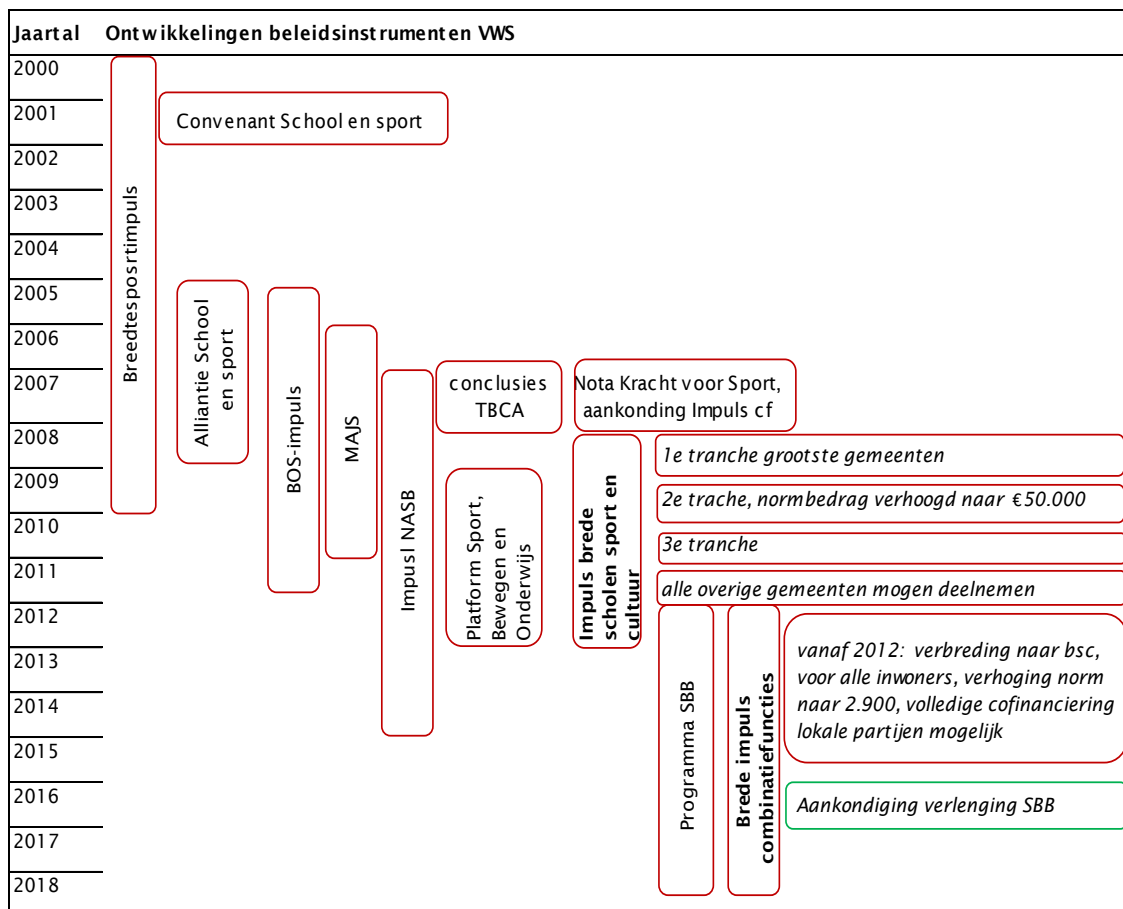 Jaartal Ontwikkelingen beleidsinstrumenten VWS
2000
2001
2002
2003
2004
2005
2006
2007
2008
2009
2010
2011
2012
2013
2014
2015
2016
2017
2018
Breedtesposrtimpuls
Convenant School en sport
Alliantie School
en sport
BOS-impuls
MAJS
Impusl NASB
conclusies
TBCA
Platform Sport,
Bewegen en
Onderwijs
Nota Kracht voor Sport,
aankonding Impuls cf
Impuls brede
scholen sport en
cultuur
1e tranche grootste gemeenten
2e trache, normbedrag verhoogd naar €50.000
3e tranche
alle overige gemeenten mogen deelnemen
Programma SBB
Brede impuls
combinatiefuncties
vanaf 2012: verbreding naar bsc,
voor alle inwoners, verhoging norm
naar 2.900, volledige cofinanciering
lokale partijen mogelijk
Aankondiging verlenging SBB